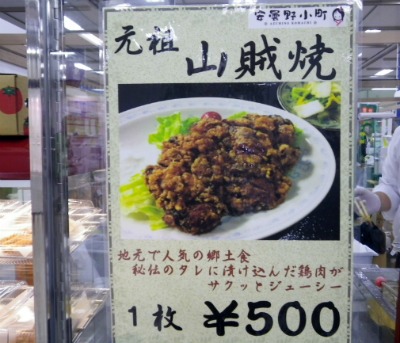 安曇野小町
AZUMINO KOMACHI
元祖
山賊焼
地元で人気の郷土食
秘伝のタレに漬け込んだ鶏肉が
サクッとジューシー
1枚 ¥500